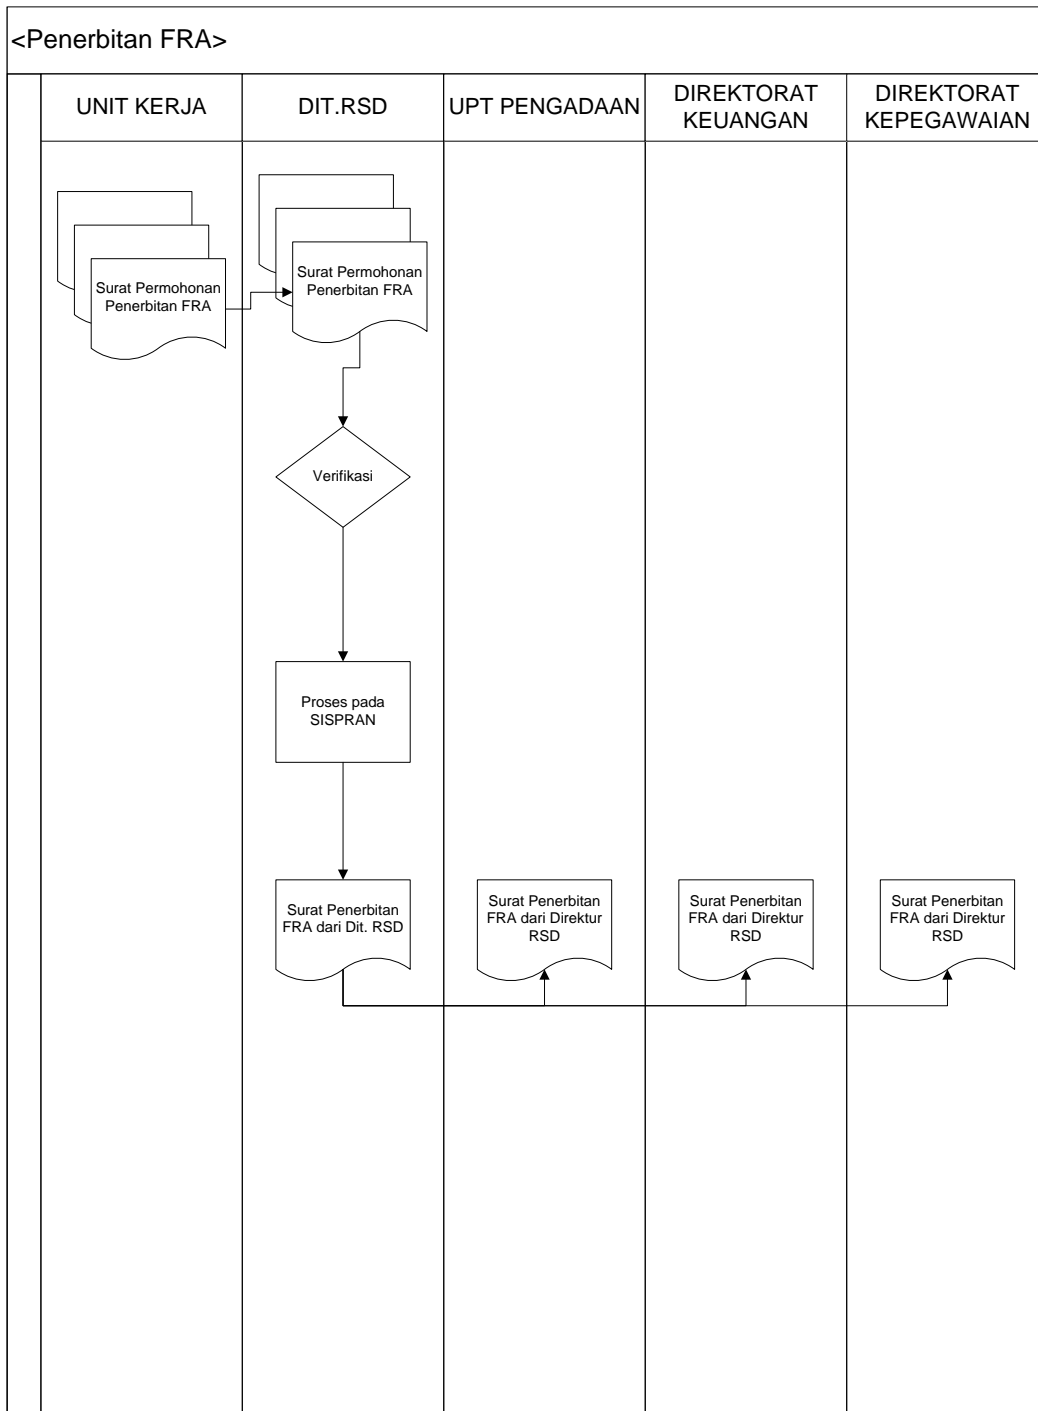 <Penerbitan FRA>
UNIT KERJA
DIT.RSD
UPT PENGADAAN
DIREKTORAT
KEUANGAN
DIREKTORAT
KEPEGAWAIAN
Surat Permohonan
Penerbitan FRA
Surat Permohonan
Penerbitan FRA
Verifikasi
Proses pada
SISPRAN
Surat Penerbitan
FRA dari Dit. RSD
Surat Penerbitan
FRA dari Direktur
RSD
Surat Penerbitan
FRA dari Direktur
RSD
Surat Penerbitan
FRA dari Direktur
RSD